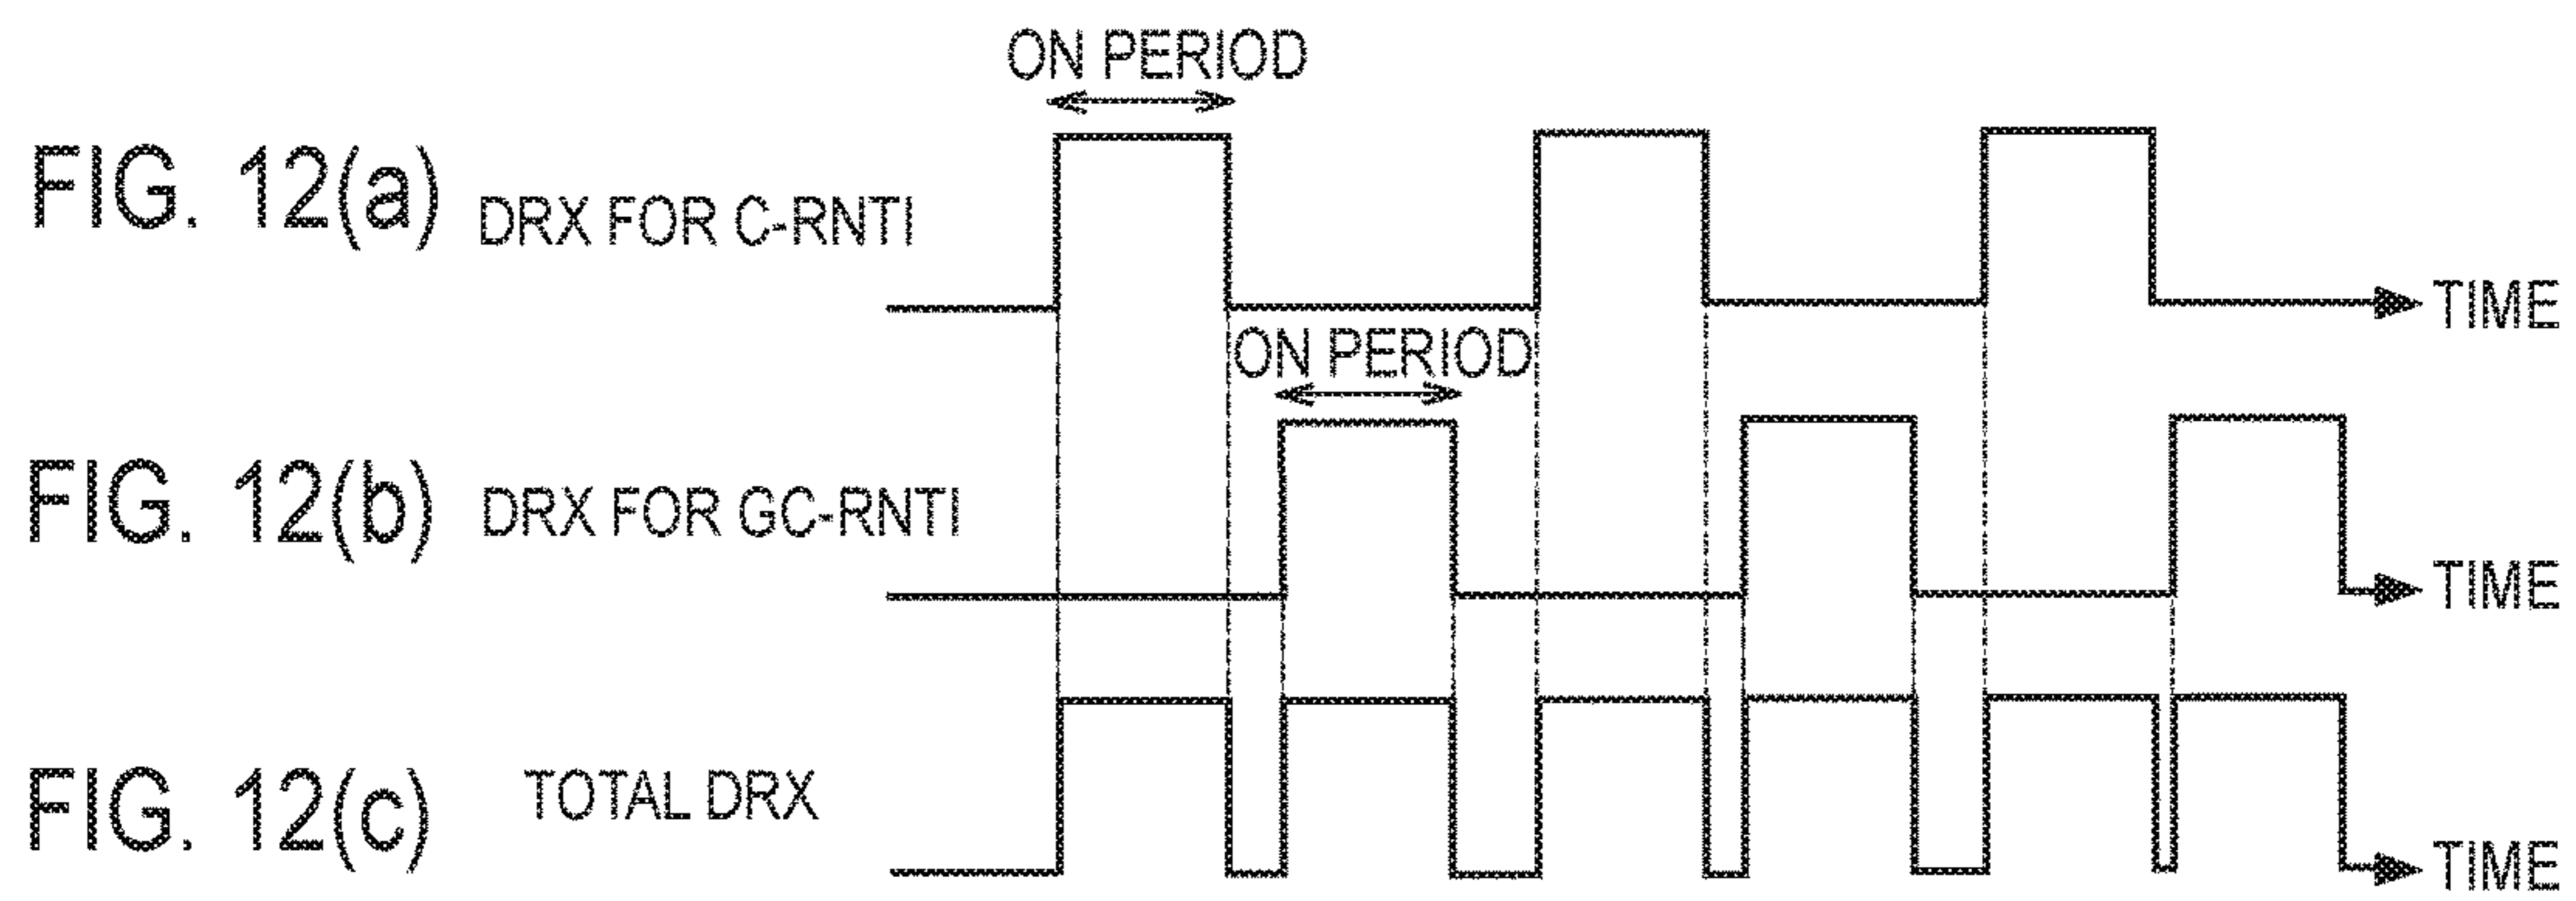 ON PERIOD
FIG. 12(a) DRX FOR C-RNTI
TIME
ON PERIOD
FIG. 12(b) DRX FOR GC-RNTI
TIME
FIG. 12(c) TOTAL DRX
TIME